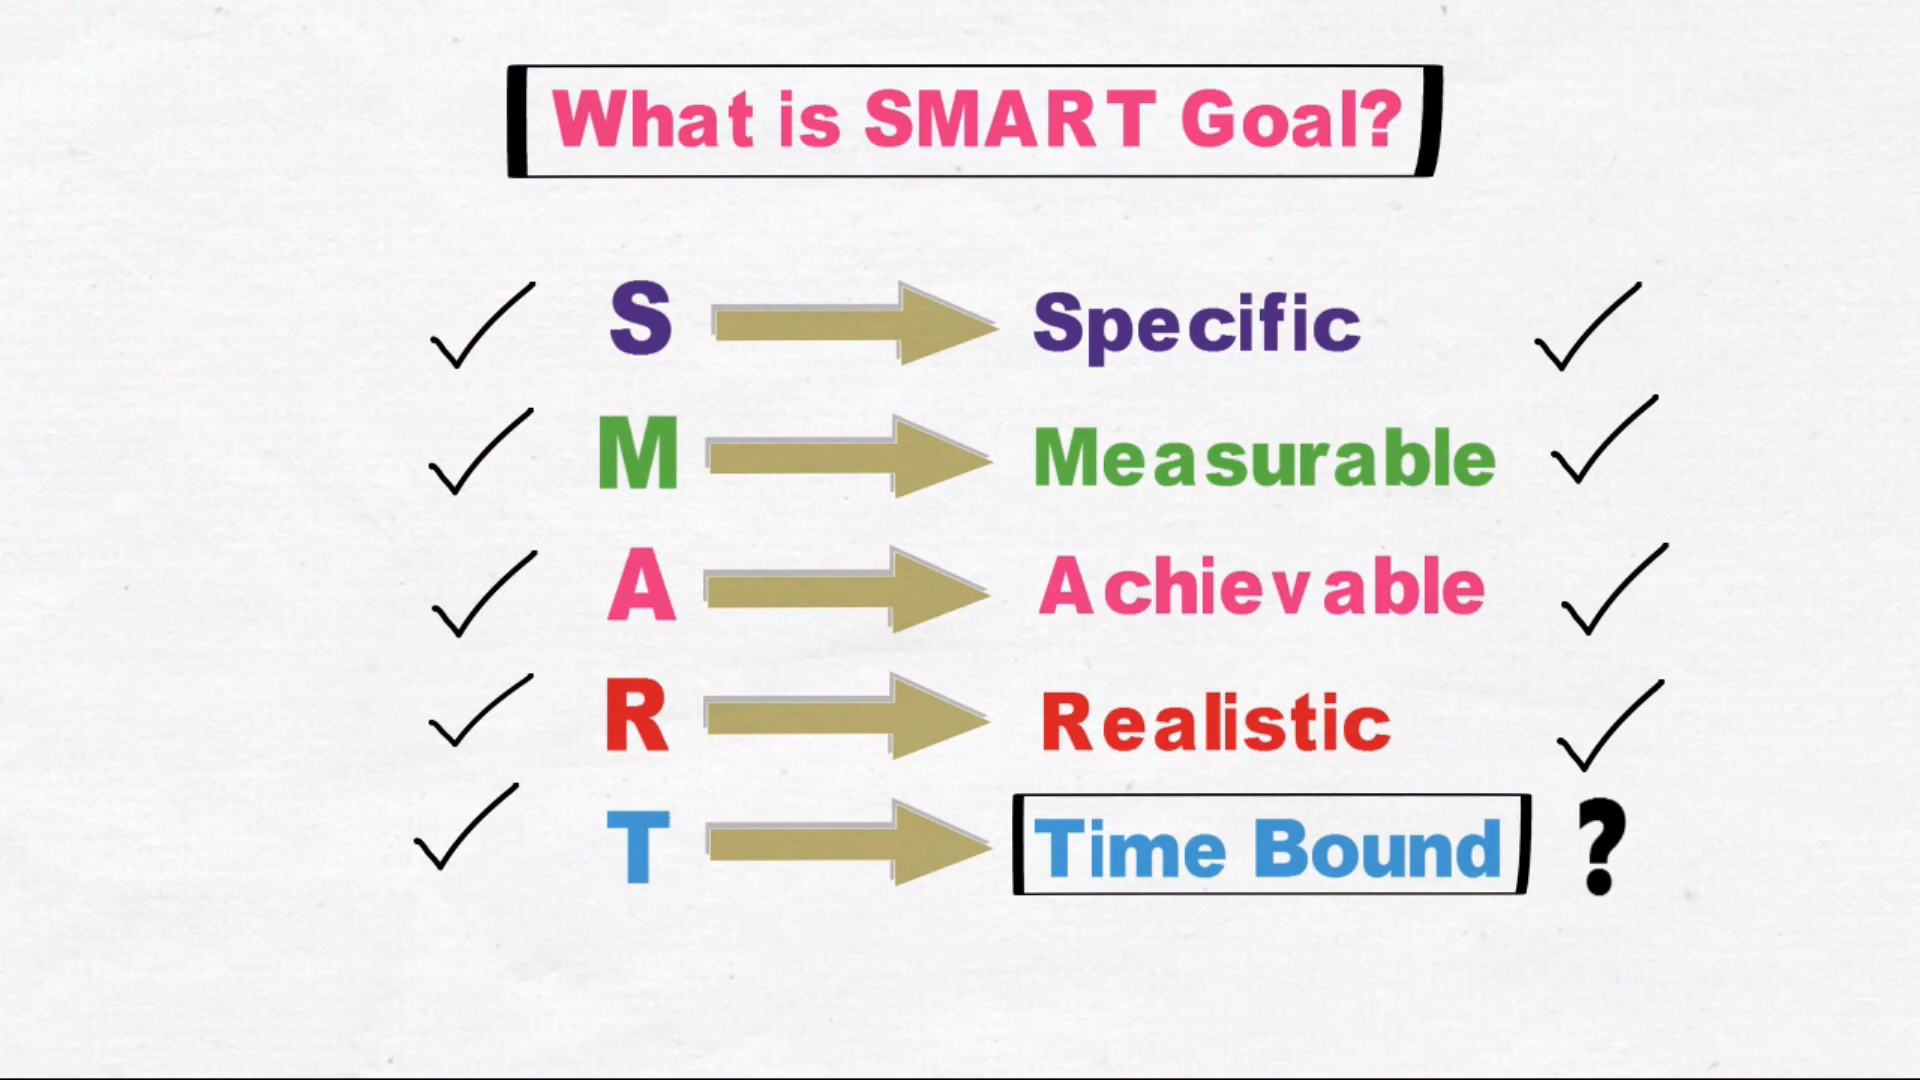 What is SMART Goal?
S Specific
M Measurable
A Achievable
R Realistic
T Time Bound ?